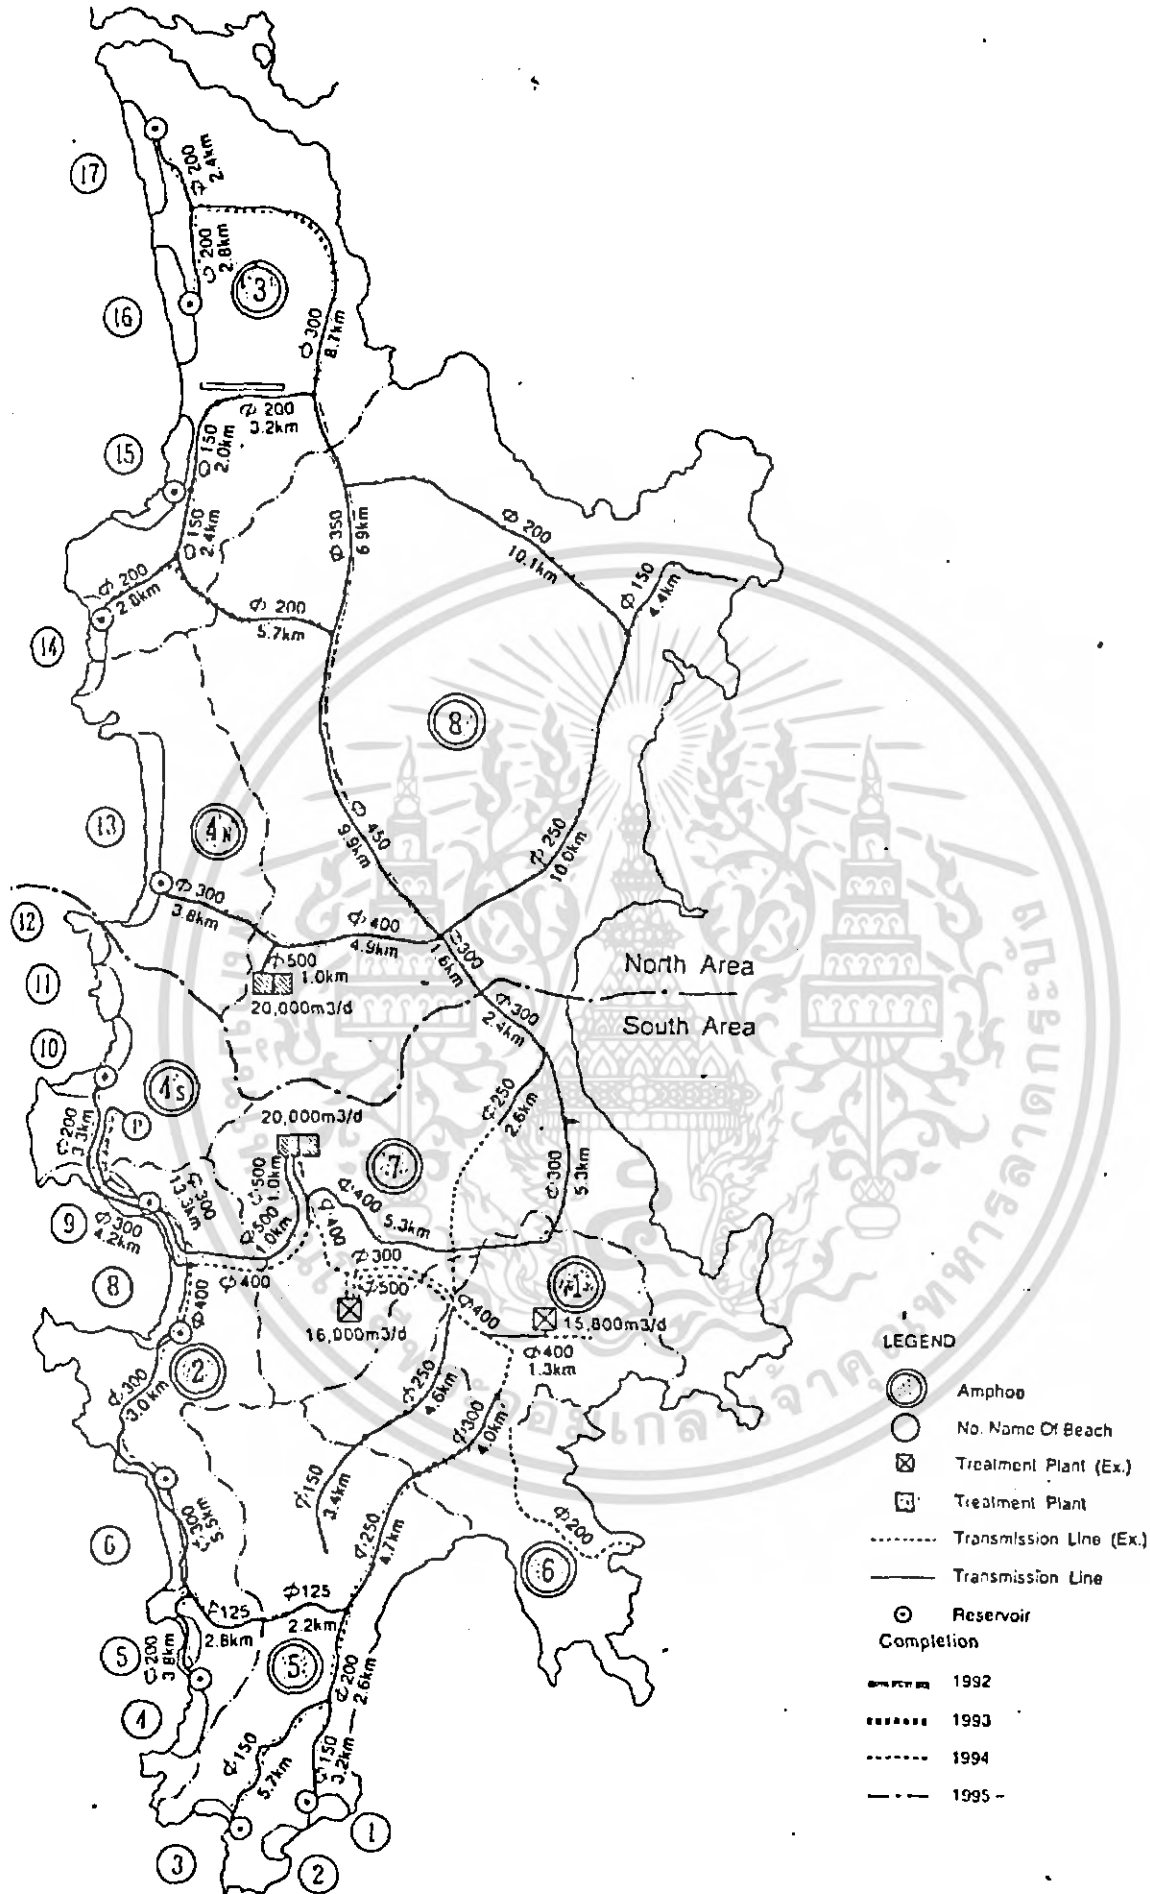 17
⌀200
2.4km
⌀200
2.8km
3
16
⌀300
8.7km
⌀200
3.2km
15
⌀150
2.0km
⌀150
2.4km
⌀350
6.9km
⌀200
10.1km
⌀150
4.4km
⌀200
⌀200
5.7km
14
8
13
4N
⌀450
9.9km
⌀250
10.0km
⌀300
3.8km
12
⌀400
4.9km
⌀300
1.6km
⌀500
1.0km
20,000m3/d
North Area
South Area
11
⌀300
2.4km
10
4S
⌀250
2.6km
P
20,000m3/d
⌀200
3.3km
7
⌀300
5.3km
⌀300
13.3km
⌀500
1.0km
⌀500
1.0km
⌀400
5.3km
⌀400
9
⌀300
4.2km
⌀300
8
⌀400
⌀400
⌀500
⌀400
1
16,000m3/d
15,800m3/d
⌀400
1.3km
2
⌀300
3.0km
⌀250
4.6km
⌀300
4.0km
⌀150
3.4km
⌀300
5.5km
⌀250
4.7km
⌀200
6
6
⌀125
2.8km
⌀125
2.2km
5
⌀200
3.8km
5
⌀200
2.6km
4
⌀150
5.7km
⌀150
3.2km
1
3
2
LEGEND
Amphoe
No. Name Of Beach
Treatment Plant (Ex.)
Treatment Plant
Transmission Line (Ex.)
Transmission Line
Reservoir
Completion
1992
1993
1994
1995 -